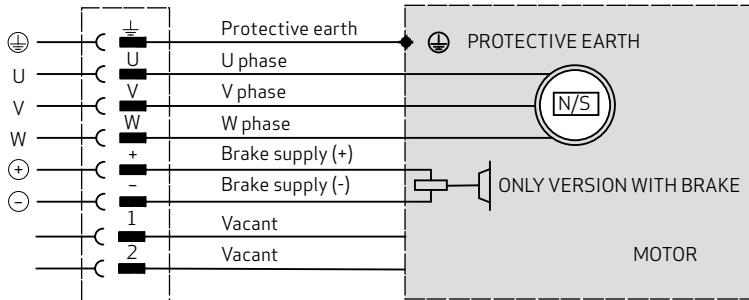 Protective earth
PROTECTIVE EARTH
U U U phase
V V V phase
N/S
W W W phase
+ + Brake supply (+)
- - Brake supply (-)
ONLY VERSION WITH BRAKE
1 Vacant
2 Vacant
MOTOR